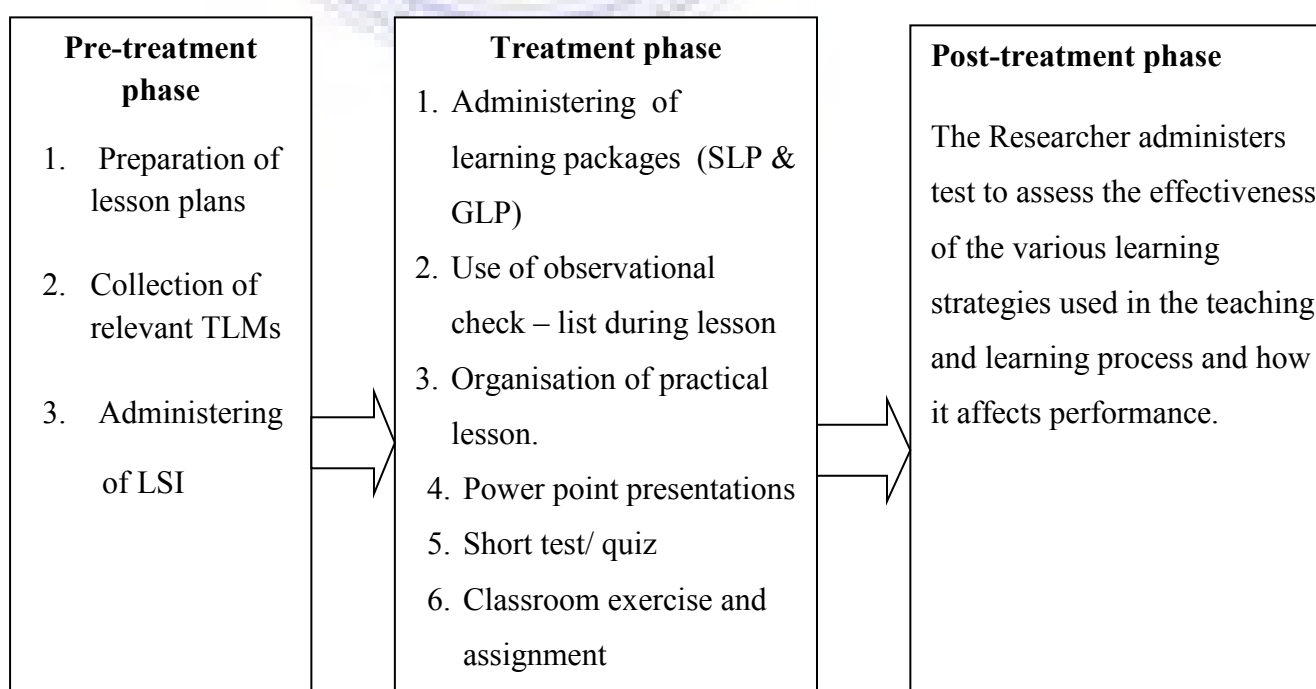 Pre-treatment
phase
1. Preparation of
lesson plans
2. Collection of
relevant TLMs
3. Administering
of LSI
Treatment phase
1. Administering of
learning packages (SLP &
GLP)
2. Use of observational
check – list during lesson
3. Organisation of practical
lesson.
4. Power point presentations
5. Short test/ quiz
6. Classroom exercise and
assignment
Post-treatment phase
The Researcher administers
test to assess the effectiveness
of the various learning
strategies used in the teaching
and learning process and how
it affects performance.